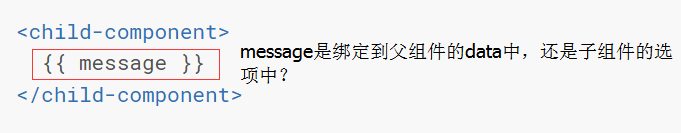 <child-component>
{{ message }}
</child-component>
message是绑定到父组件的data中，还是子组件的选
项中？